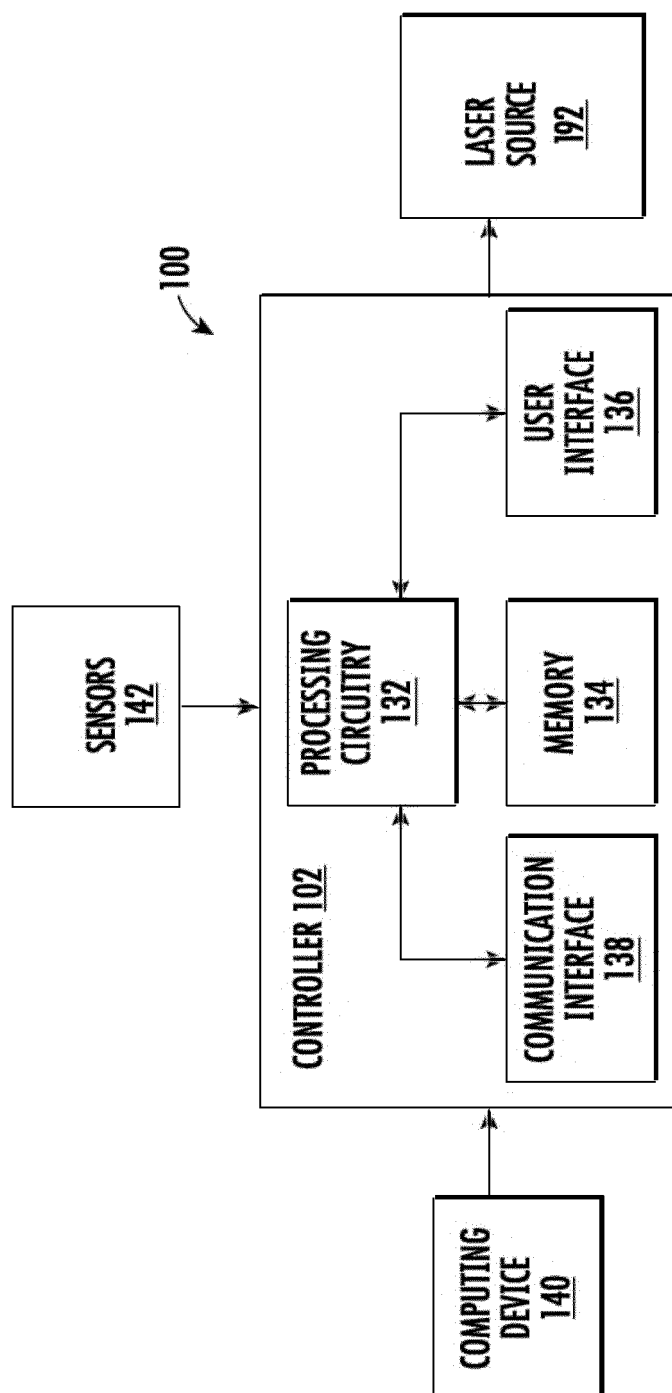 100
SENSORS
142
CONTROLLER 102
PROCESSING
CIRCUITRY
132
COMPUTING
DEVICE
140
COMMUNICATION
INTERFACE
138
MEMORY
134
USER
INTERFACE
136
LASER
SOURCE
192